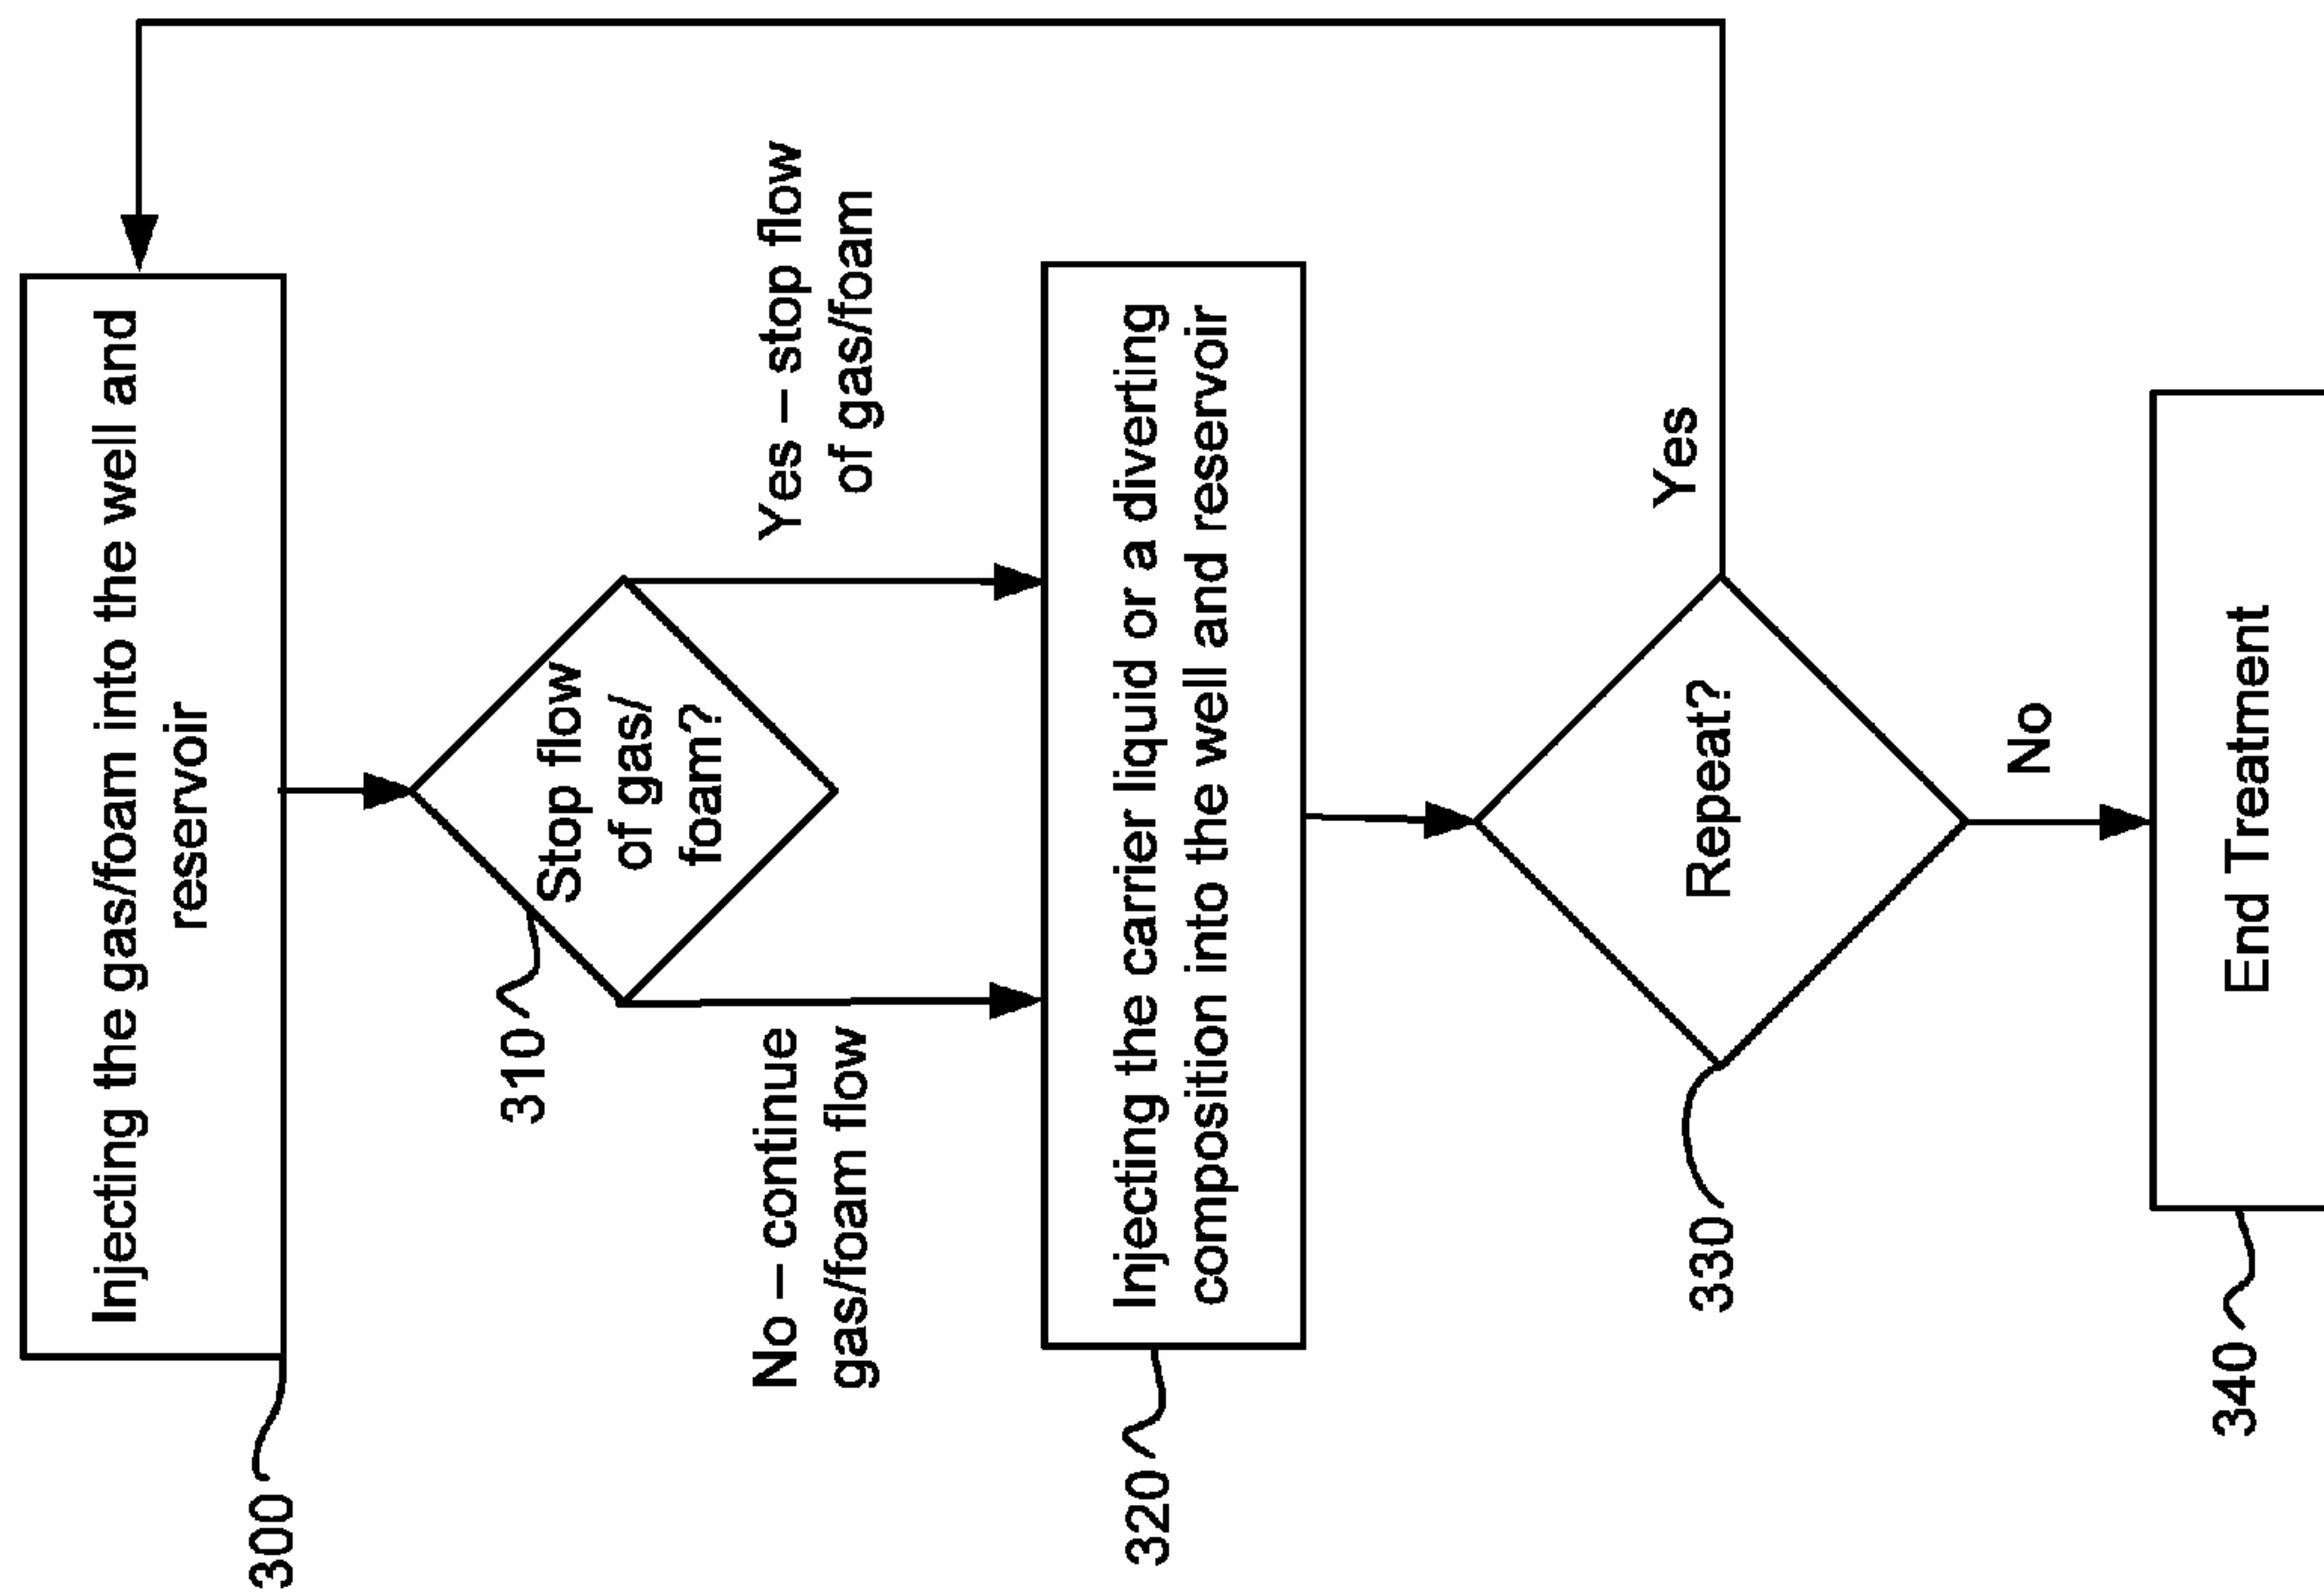 300
Injecting the gas/foam into the well and
reservoir
310
Stop flow
of gas/
foam?
No – continue
gas/foam flow
Yes – stop flow
of gas/foam
320
Injecting the carrier liquid or a diverting
composition into the well and reservoir
330
Repeat?
Yes
No
340
End Treatment